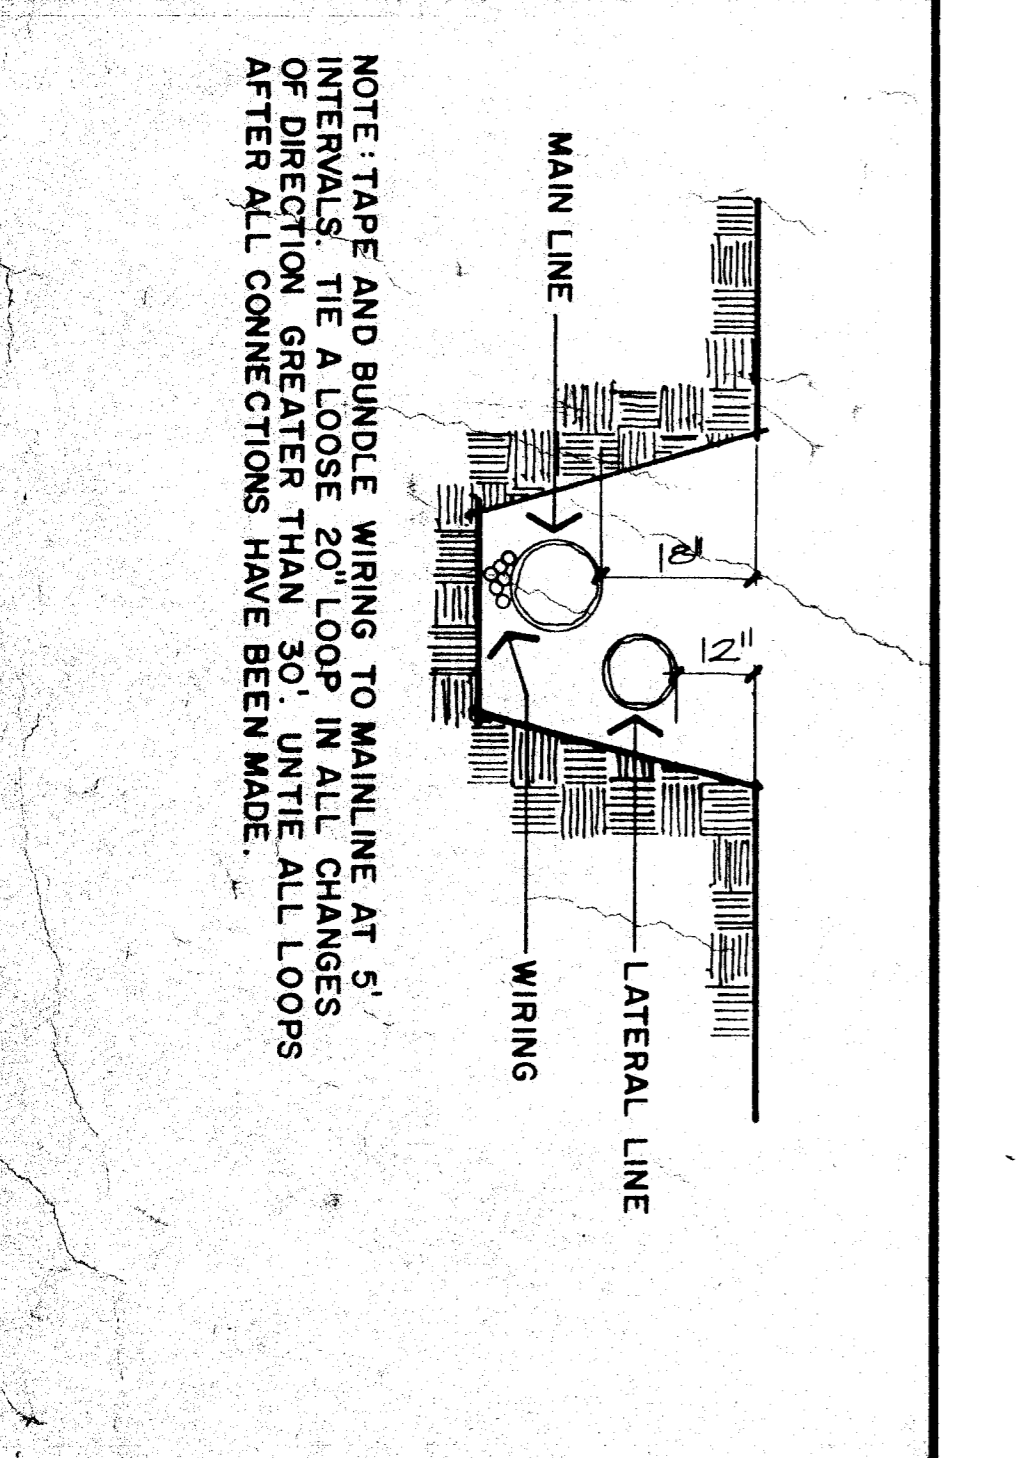 18"
12"
MAIN LINE
LATERAL LINE
WIRING
NOTE: TAPE AND BUNDLE WIRING TO MAINLINE AT 5'
INTERVALS. TIE A LOOSE 20" LOOP IN ALL CHANGES
OF DIRECTION GREATER THAN 30'. UNTIE ALL LOOPS
AFTER ALL CONNECTIONS HAVE BEEN MADE.